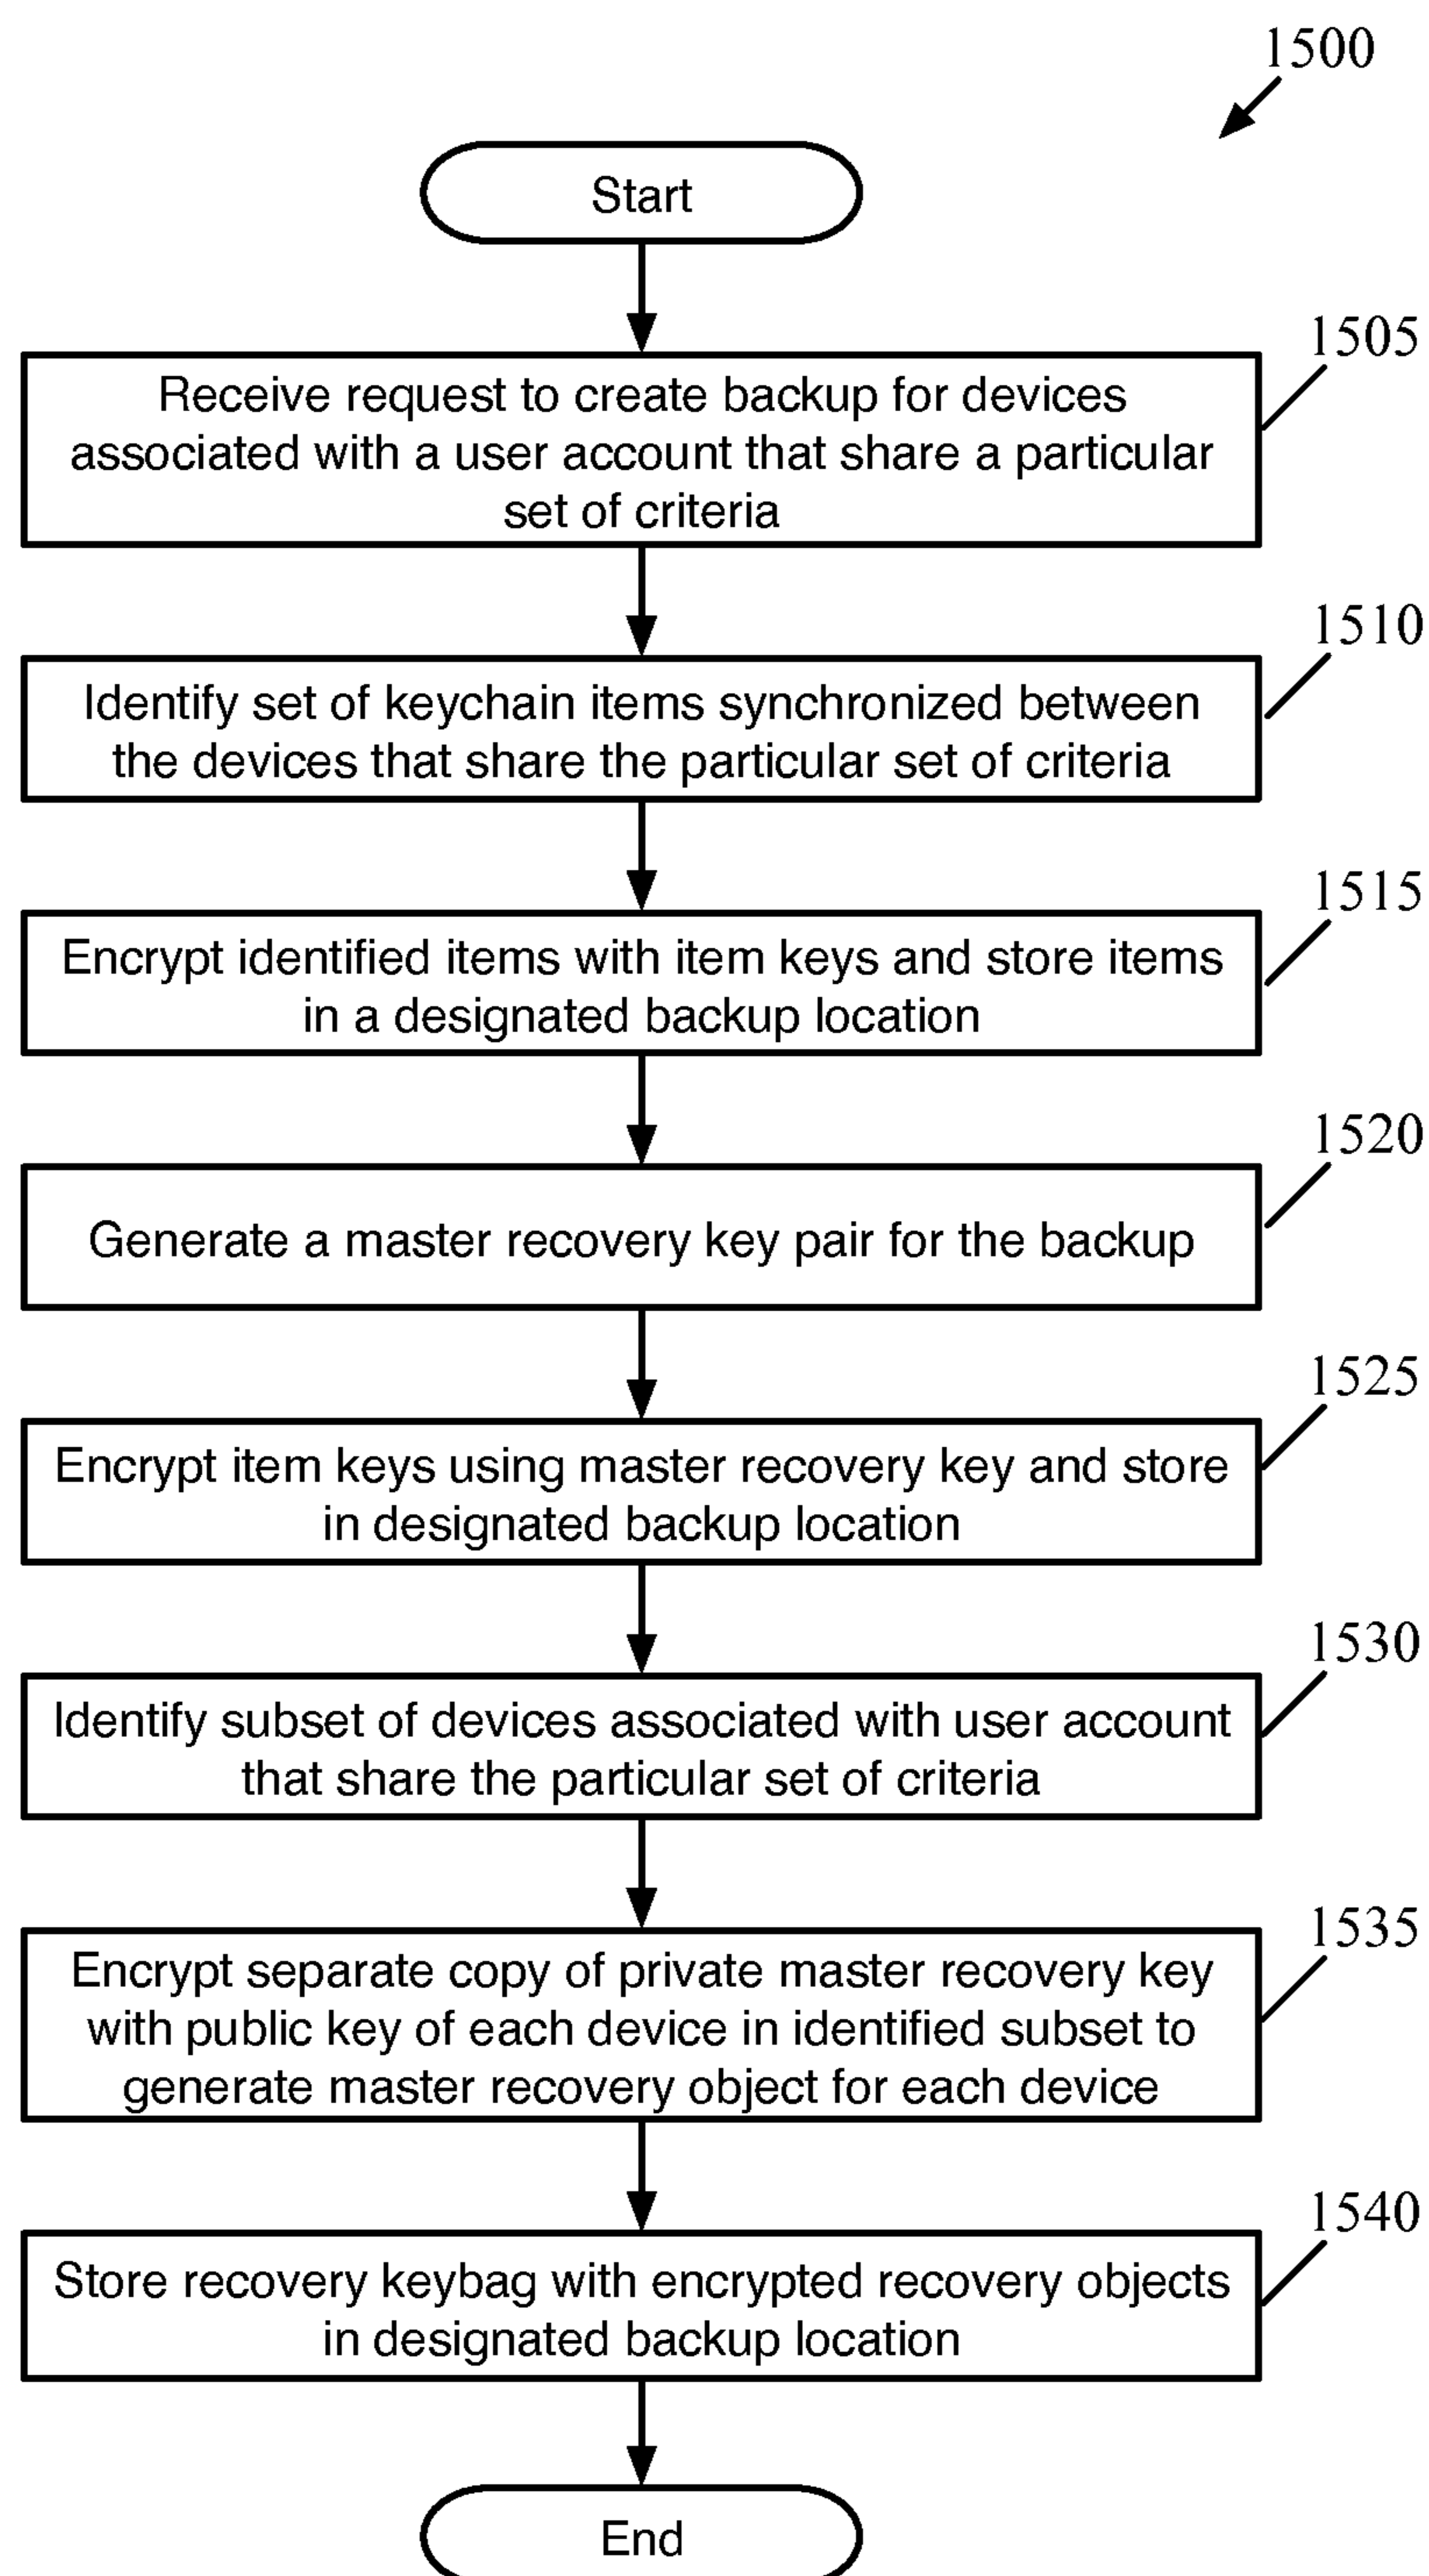 1500
Start
1505
Receive request to create backup for devices
associated with a user account that share a particular
set of criteria
1510
Identify set of keychain items synchronized between
the devices that share the particular set of criteria
1515
Encrypt identified items with item keys and store items
in a designated backup location
1520
Generate a master recovery key pair for the backup
1525
Encrypt item keys using master recovery key and store
in designated backup location
1530
Identify subset of devices associated with user account
that share the particular set of criteria
1535
Encrypt separate copy of private master recovery key
with public key of each device in identified subset to
generate master recovery object for each device
1540
Store recovery keybag with encrypted recovery objects
in designated backup location
End